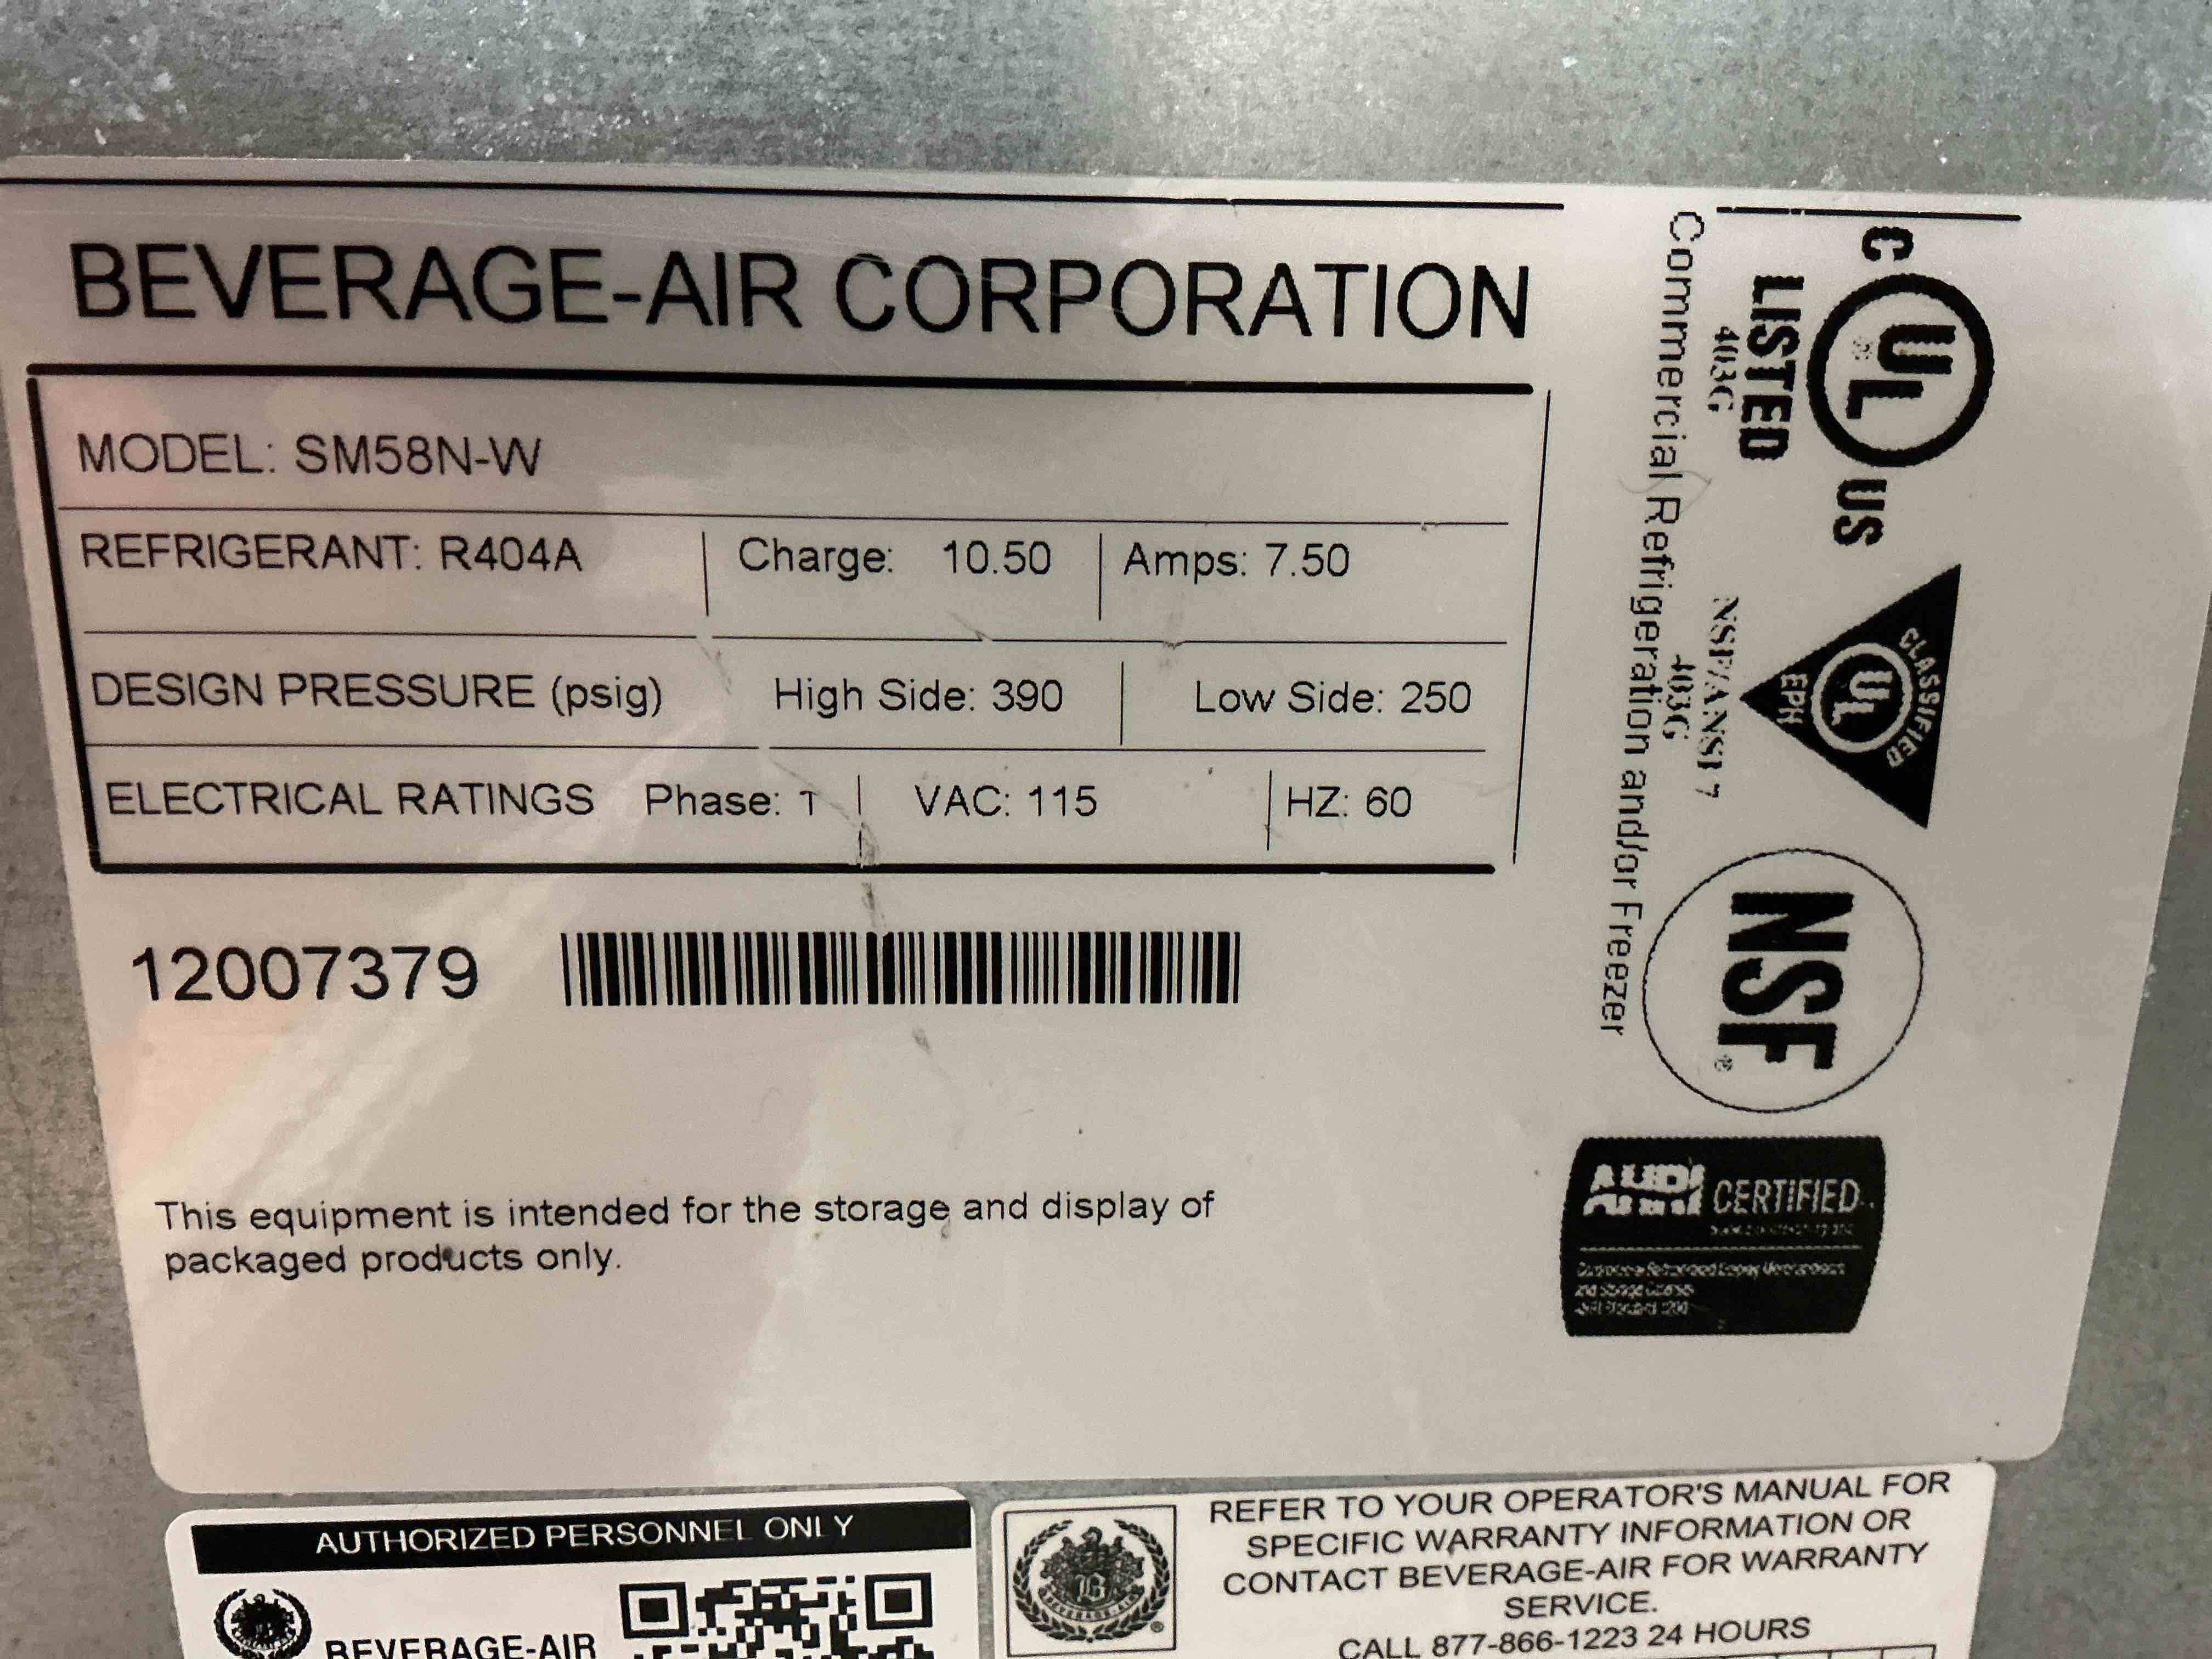 BEVERAGE-AIR CORPORATION
MODEL: SM58N-W
REFRIGERANT: R404A Charge: 10.50 Amps: 7.50
DESIGN PRESSURE (psig) High Side: 390 Low Side: 250
ELECTRICAL RATINGS Phase: 1 VAC: 115 HZ: 60
12007379
This equipment is intended for the storage and display of
packaged products only.
C UL US
®
LISTED
403G
Commercial Refrigeration and/or Freezer
CLASSIFIED
UL
EPH
NSF/ANSI 7
403G
NSF
®
CERTIFIED
AUTHORIZED PERSONNEL ONLY
BEVERAGE-AIR
B
BEVERAGE-AIR
®
REFER TO YOUR OPERATOR'S MANUAL FOR
SPECIFIC WARRANTY INFORMATION OR
CONTACT BEVERAGE-AIR FOR WARRANTY
SERVICE.
CALL 877-866-1223 24 HOURS